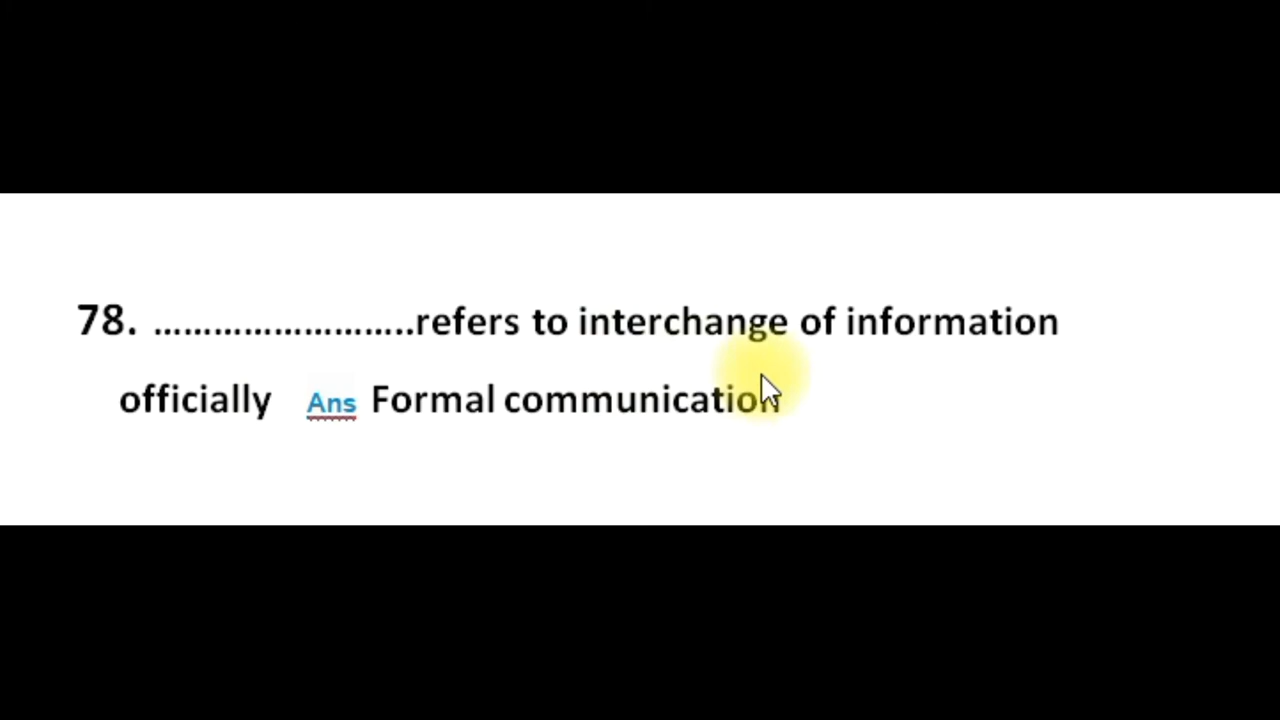 78. ……………………..refers to interchange of information
officially Ans Formal communication